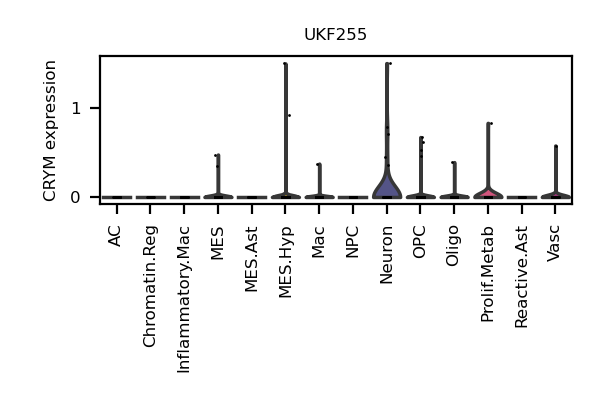 UKF255
CRYM expression
1
0
AC
Chromatin.Reg
Inflammatory.Mac
MES
MES.Ast
MES.Hyp
Mac
NPC
Neuron
OPC
Oligo
Prolif.Metab
Reactive.Ast
Vasc